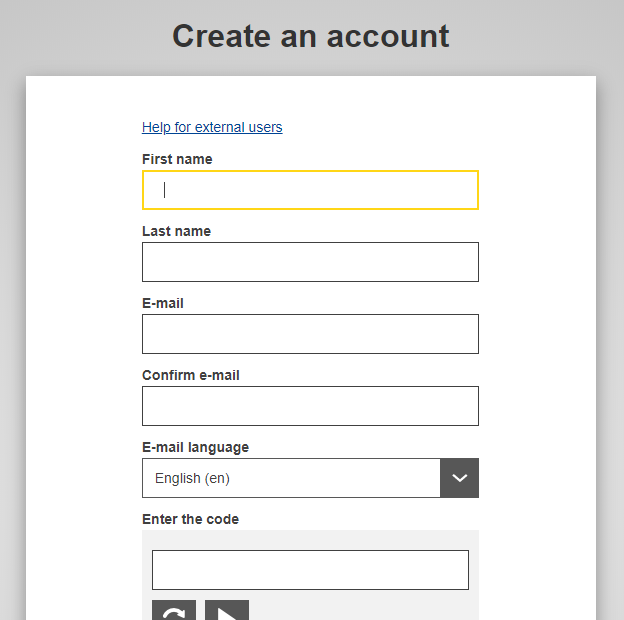 Create an account
Help for external users
First name
Last name
E-mail
Confirm e-mail
E-mail language
English (en)
Enter the code